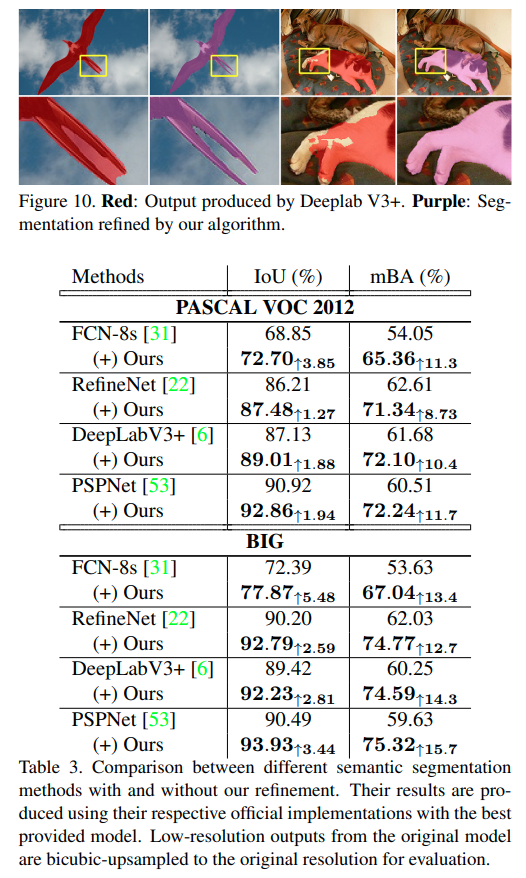 Figure 10. Red: Output produced by Deeplab V3+. Purple: Seg-
mentation refined by our algorithm.
Methods IoU (%) mBA (%)
PASCAL VOC 2012
FCN-8s [31] 68.85 54.05
(+) Ours 72.70↑3.85 65.36↑11.3
RefineNet [22] 86.21 62.61
(+) Ours 87.48↑1.27 71.34↑8.73
DeepLabV3+ [6] 87.13 61.68
(+) Ours 89.01↑1.88 72.10↑10.4
PSPNet [53] 90.92 60.51
(+) Ours 92.86↑1.94 72.24↑11.7
BIG
FCN-8s [31] 72.39 53.63
(+) Ours 77.87↑5.48 67.04↑13.4
RefineNet [22] 90.20 62.03
(+) Ours 92.79↑2.59 74.77↑12.7
DeepLabV3+ [6] 89.42 60.25
(+) Ours 92.23↑2.81 74.59↑14.3
PSPNet [53] 90.49 59.63
(+) Ours 93.93↑3.44 75.32↑15.7
Table 3. Comparison between different semantic segmentation
methods with and without our refinement. Their results are pro-
duced using their respective official implementations with the best
provided model. Low-resolution outputs from the original model
are bicubic-upsampled to the original resolution for evaluation.